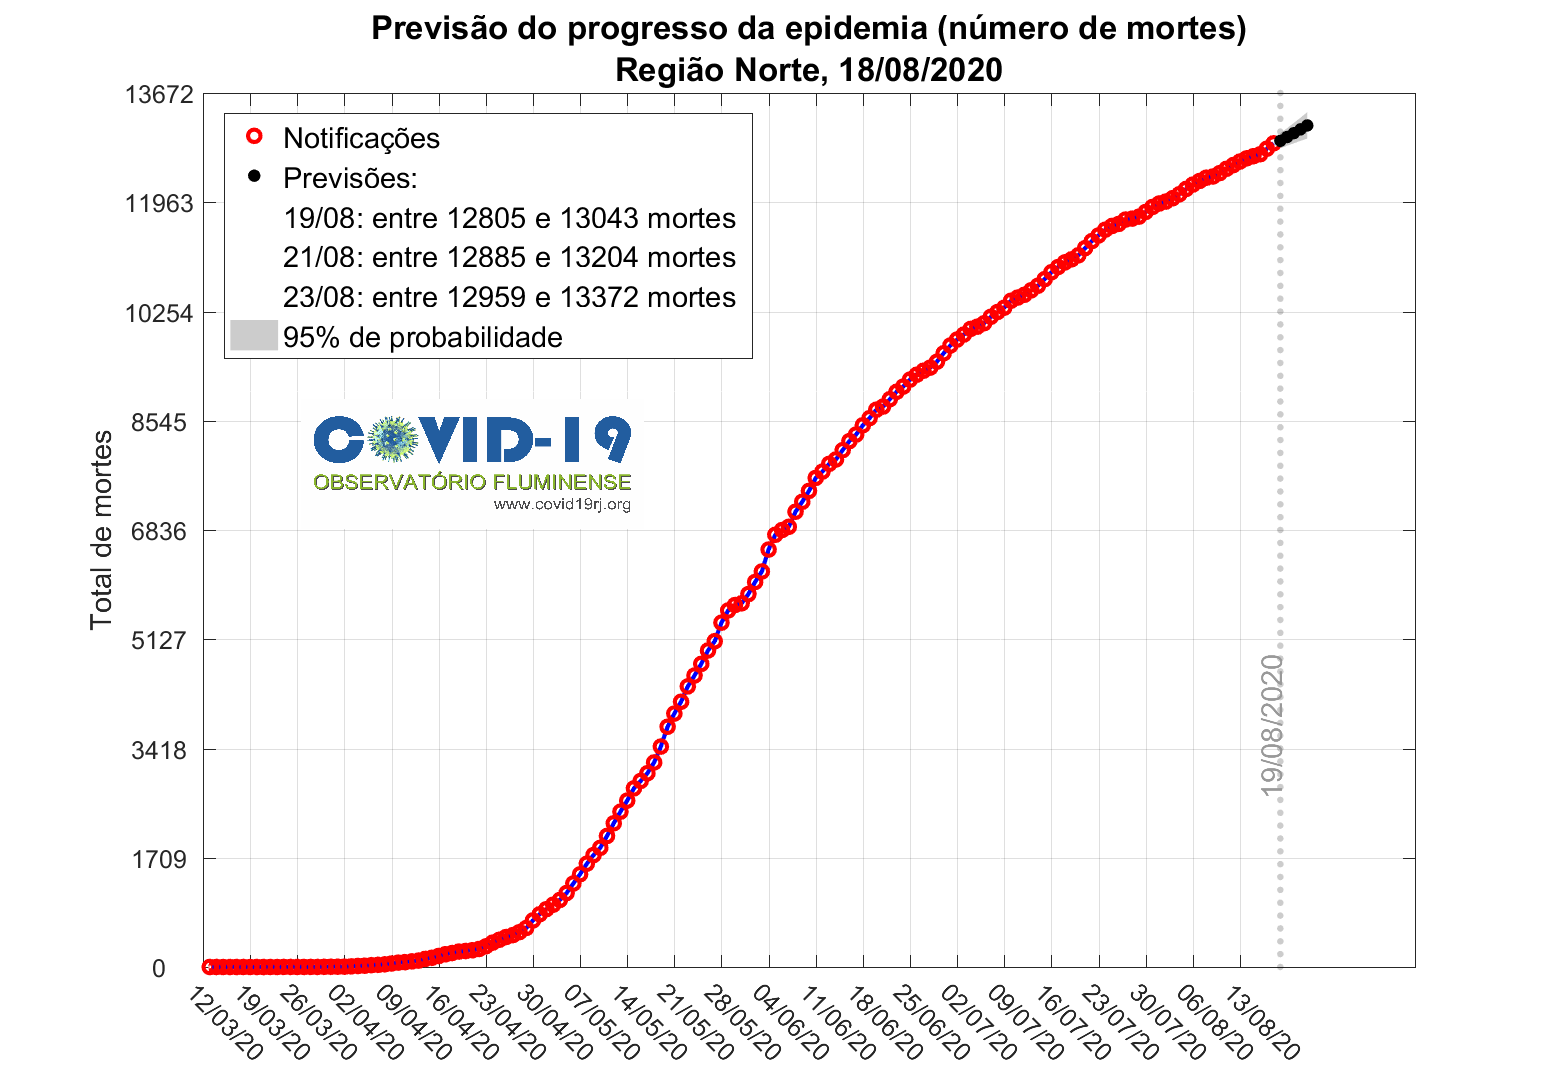 Previsão do progresso da epidemia (número de mortes)
Região Norte, 18/08/2020
13672
11963
10254
8545
6836
5127
3418
1709
0
Total de mortes
Notificações
Previsões:
19/08: entre 12805 e 13043 mortes
21/08: entre 12885 e 13204 mortes
23/08: entre 12959 e 13372 mortes
95% de probabilidade
COVID-19
OBSERVATÓRIO FLUMINENSE
www.covid19rj.org
19/08/2020
12/03/20
19/03/20
26/03/20
02/04/20
09/04/20
16/04/20
23/04/20
30/04/20
07/05/20
14/05/20
21/05/20
28/05/20
04/06/20
11/06/20
18/06/20
25/06/20
02/07/20
09/07/20
16/07/20
23/07/20
30/07/20
06/08/20
13/08/20